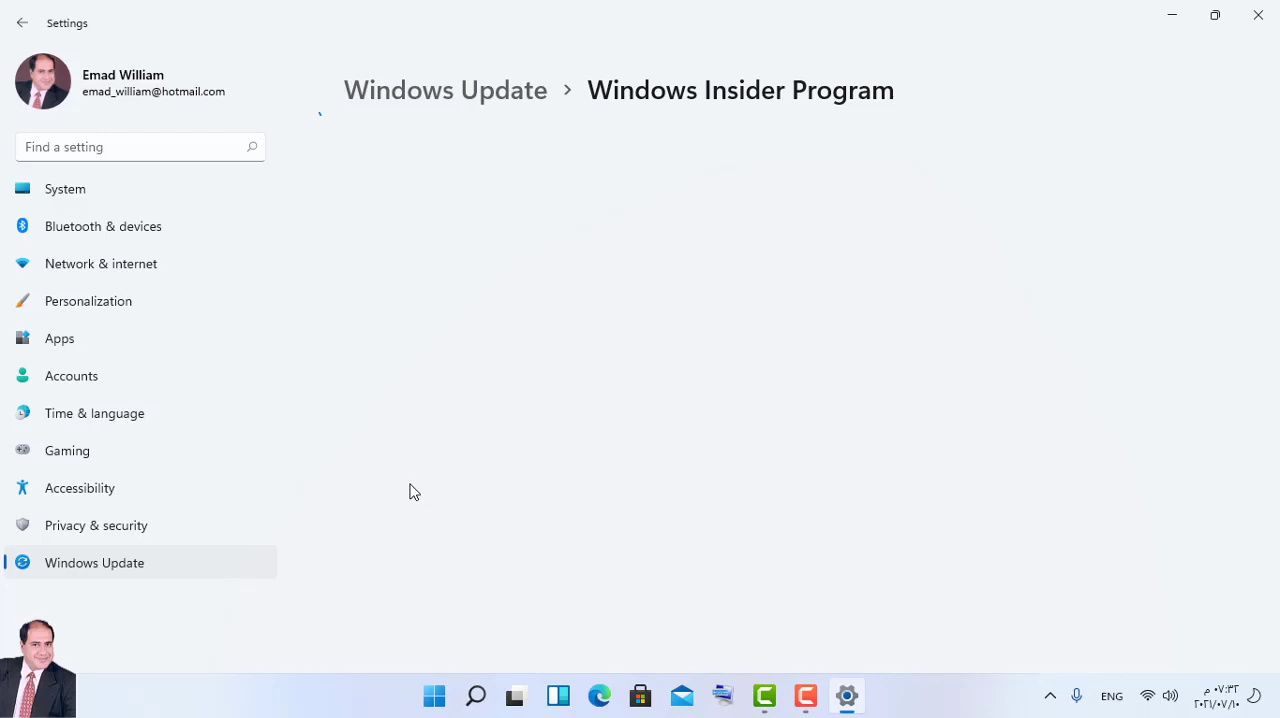 Settings
Emad William
emad_william@hotmail.com
Windows Update > Windows Insider Program
Find a setting
System
Bluetooth & devices
Network & internet
Personalization
Apps
Accounts
Time & language
Gaming
Accessibility
Privacy & security
Windows Update
ENG